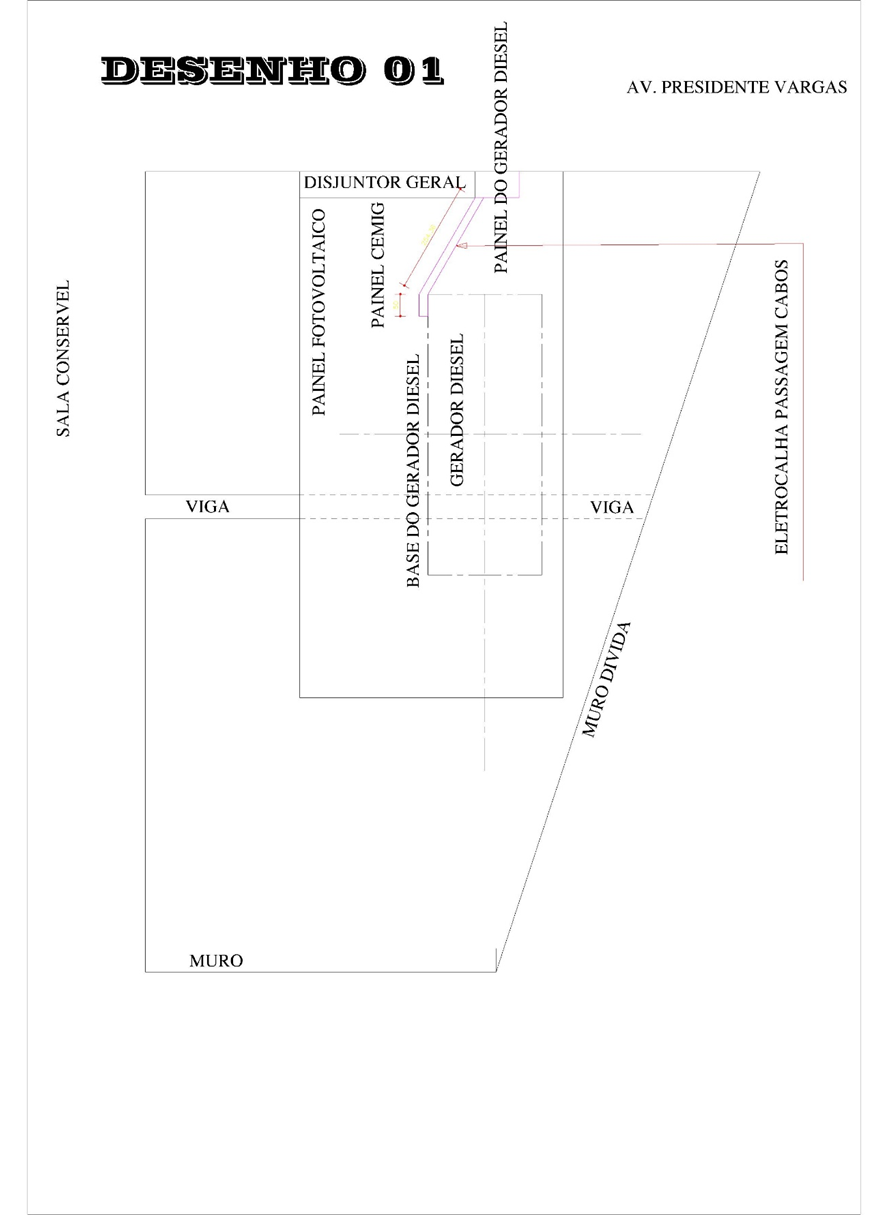 DESENHO 01
AV. PRESIDENTE VARGAS
PAINEL DO GERADOR DIESEL
DISJUNTOR GERAL
PAINEL FOTOVOLTAICO
PAINEL CEMIG
SALA CONSERVEL
ELETROCALHA PASSAGEM CABOS
BASE DO GERADOR DIESEL
GERADOR DIESEL
VIGA
VIGA
MURO DIVIDA
MURO